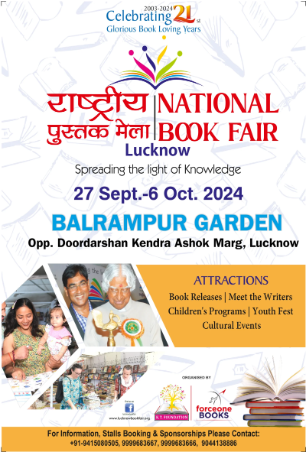 2003-2024
Celebrating 21st
Glorious Book Loving Years
राष्ट्रीय
पुस्तक मेला
NATIONAL
BOOK FAIR
Lucknow
Spreading the light of Knowledge
27 Sept.-6 Oct. 2024
BALRAMPUR GARDEN
Opp. Doordarshan Kendra Ashok Marg, Lucknow
ATTRACTIONS
Book Releases | Meet the Writers
Children's Programs | Youth Fest
Cultural Events
ORGANISED BY
forceone
BOOKS
For Information, Stalls Booking & Sponsorships Please Contact:
+91-9415080505, 9999683667, 9999683666, 9044138886